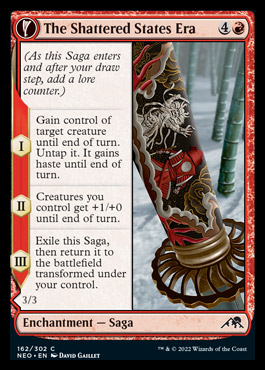 The Shattered States Era 4
(As this Saga
enters and after your draw
step, add a lore
counter.)
I
Gain control of
target creature
until end of turn.
Untap it. It gains
haste until end of
turn.
II
Creatures you
control get +1/+0
until end of turn.
III
Exile this Saga,
then return it to
the battlefield
transformed under
your control.
3/3
Enchantment — Saga
162/302 C
NEO • EN DAVID GAILLET
™ & © 2022 Wizards of the Coast